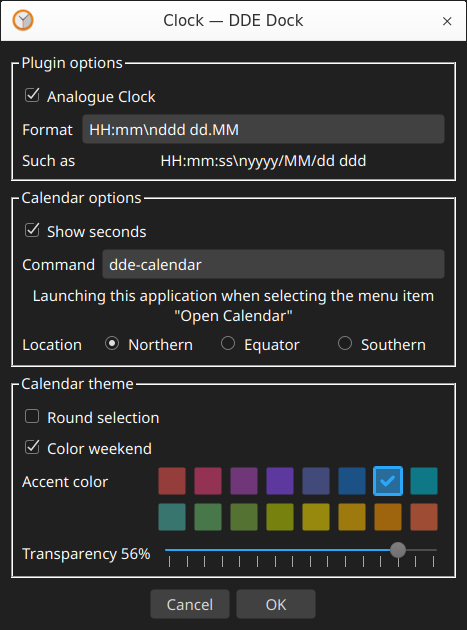 Clock — DDE Dock
Plugin options
Analogue Clock
Format HH:mm\nddd dd.MM
Such as HH:mm:ss\nyyyy/MM/dd ddd
Calendar options
Show seconds
Command dde-calendar
Launching this application when selecting the menu item
"Open Calendar"
Location Northern Equator Southern
Calendar theme
Round selection
Color weekend
Accent color
Transparency 56%
Cancel OK